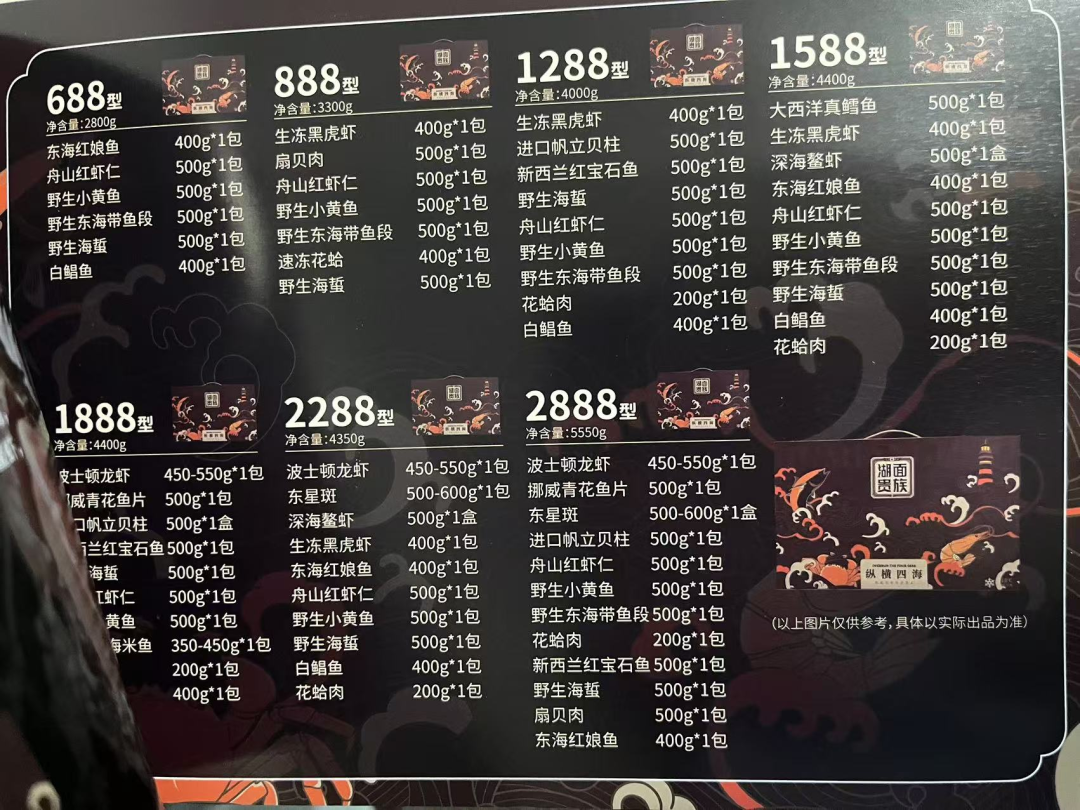 688型
净含量:2800g
东海红娘鱼 400g*1包
舟山红虾仁 500g*1包
野生小黄鱼 500g*1包
野生东海带鱼段 500g*1包
野生海蜇 500g*1包
白鲳鱼 400g*1包
888型
净含量:3300g
生冻黑虎虾 400g*1包
扇贝肉 500g*1包
舟山红虾仁 500g*1包
野生小黄鱼 500g*1包
野生东海带鱼段 500g*1包
速冻花蛤 400g*1包
野生海蜇 500g*1包
1288型
净含量:4000g
生冻黑虎虾 400g*1包
进口帆立贝柱 500g*1包
新西兰红宝石鱼 500g*1包
野生海蜇 500g*1包
舟山红虾仁 500g*1包
野生小黄鱼 500g*1包
野生东海带鱼段 500g*1包
花蛤肉 200g*1包
白鲳鱼 400g*1包
1588型
净含量:4400g
大西洋真鳕鱼 500g*1包
生冻黑虎虾 400g*1包
深海鳌虾 500g*1盒
东海红娘鱼 400g*1包
舟山红虾仁 500g*1包
野生小黄鱼 500g*1包
野生东海带鱼段 500g*1包
野生海蜇 500g*1包
白鲳鱼 400g*1包
花蛤肉 200g*1包
1888型
净含量:4400g
波士顿龙虾 450-550g*1包
挪威青花鱼片 500g*1包
口帆立贝柱 500g*1盒
西兰红宝石鱼 500g*1包
海蜇 500g*1包
红虾仁 500g*1包
黄鱼 500g*1包
海米鱼 350-450g*1包
200g*1包
400g*1包
2288型
净含量:4350g
波士顿龙虾 450-550g*1包
东星斑 500-600g*1包
深海鳌虾 500g*1盒
生冻黑虎虾 400g*1包
东海红娘鱼 400g*1包
舟山红虾仁 500g*1包
野生小黄鱼 500g*1包
野生海蜇 500g*1包
白鲳鱼 400g*1包
花蛤肉 200g*1包
2888型
净含量:5550g
波士顿龙虾 450-550g*1包
挪威青花鱼片 500g*1包
东星斑 500-600g*1盒
进口帆立贝柱 500g*1包
舟山红虾仁 500g*1包
野生小黄鱼 500g*1包
野生东海带鱼段 500g*1包
花蛤肉 200g*1包
新西兰红宝石鱼 500g*1包
野生海蜇 500g*1包
扇贝肉 500g*1包
东海红娘鱼 400g*1包
湖面
贵族
纵横四海
(以上图片仅供参考,具体以实际出品为准)